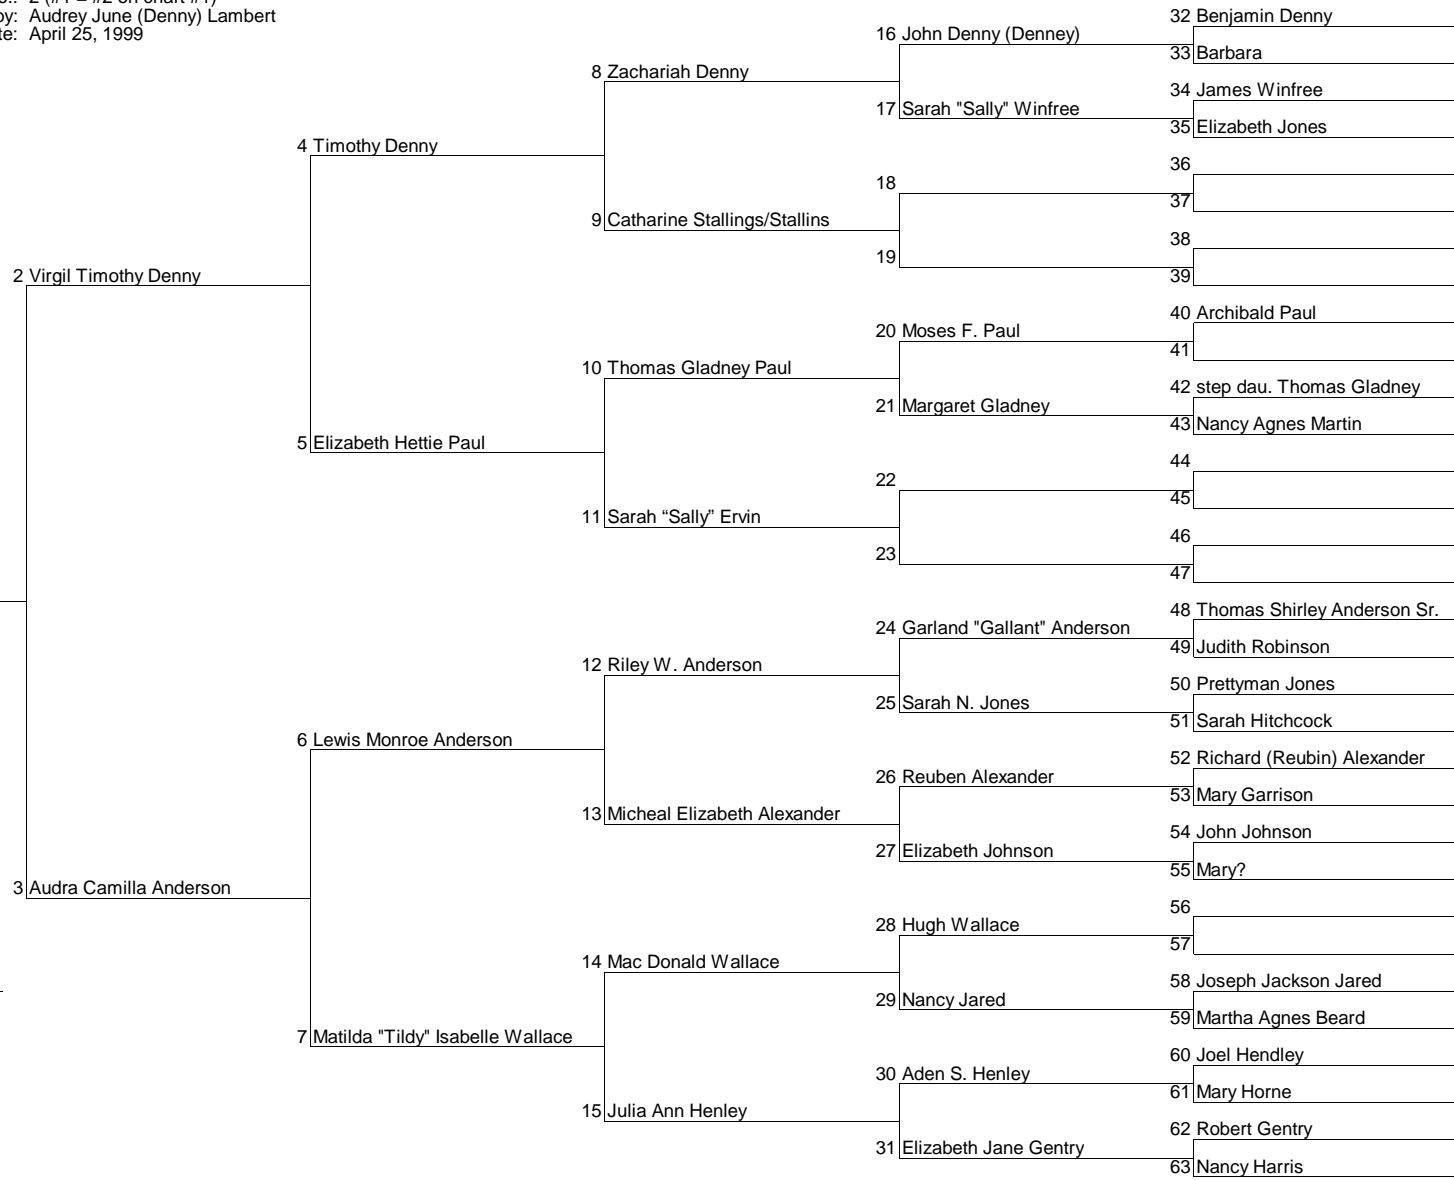 2 (#1 = #2 on chart #1)
by: Audrey June (Denny) Lambert
te: April 25, 1999
2 Virgil Timothy Denny
3 Audra Camilla Anderson
4 Timothy Denny
5 Elizabeth Hettie Paul
6 Lewis Monroe Anderson
7 Matilda "Tildy" Isabelle Wallace
8 Zachariah Denny
9 Catharine Stallings/Stallins
10 Thomas Gladney Paul
11 Sarah “Sally” Ervin
12 Riley W. Anderson
13 Micheal Elizabeth Alexander
14 Mac Donald Wallace
15 Julia Ann Henley
16 John Denny (Denney)
17 Sarah "Sally" Winfree
18
19
20 Moses F. Paul
21 Margaret Gladney
22
23
24 Garland "Gallant" Anderson
25 Sarah N. Jones
26 Reuben Alexander
27 Elizabeth Johnson
28 Hugh Wallace
29 Nancy Jared
30 Aden S. Henley
31 Elizabeth Jane Gentry
32 Benjamin Denny
33 Barbara
34 James Winfree
35 Elizabeth Jones
36
37
38
39
40 Archibald Paul
41
42 step dau. Thomas Gladney
43 Nancy Agnes Martin
44
45
46
47
48 Thomas Shirley Anderson Sr.
49 Judith Robinson
50 Prettyman Jones
51 Sarah Hitchcock
52 Richard (Reubin) Alexander
53 Mary Garrison
54 John Johnson
55 Mary?
56
57
58 Joseph Jackson Jared
59 Martha Agnes Beard
60 Joel Hendley
61 Mary Horne
62 Robert Gentry
63 Nancy Harris